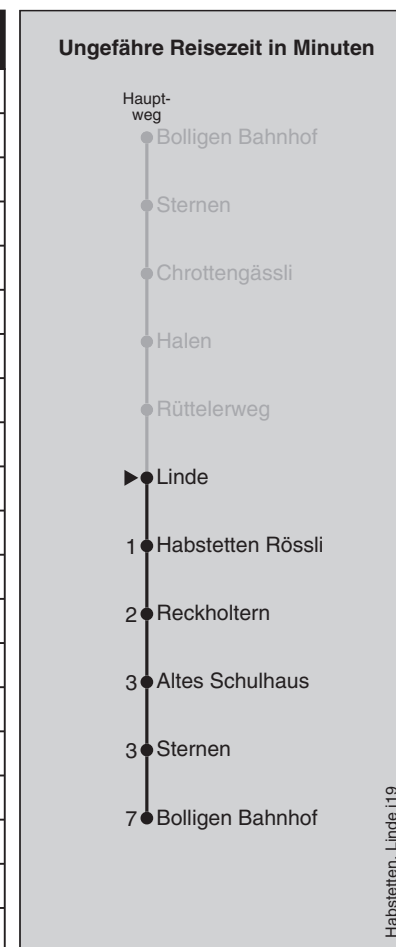 Ungefähre Reisezeit in Minuten
Haupt-
weg
Bolligen Bahnhof
Sternen
Chrottengässli
Halen
Rüttelerweg
Linde
1 Habstetten Rössli
2 Reckholtern
3 Altes Schulhaus
3 Sternen
7 Bolligen Bahnhof
Habstetten, Linde j19